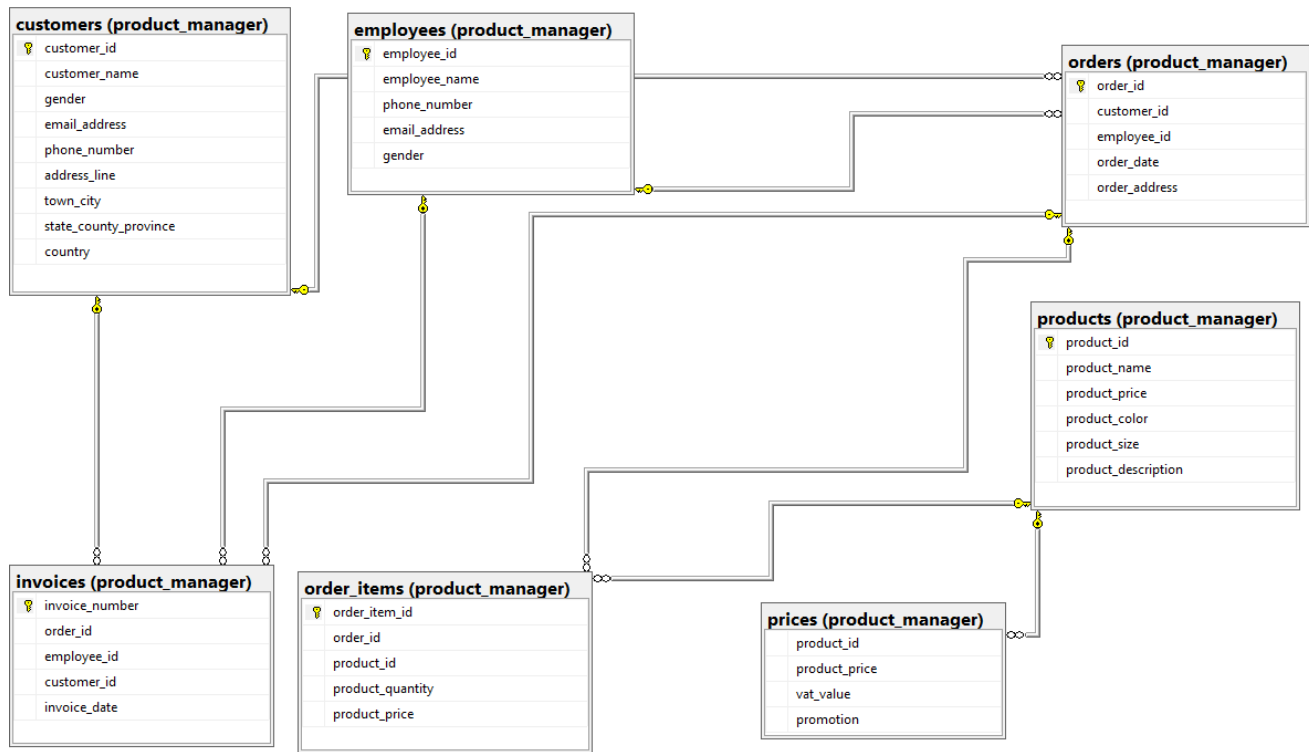 customers (product_manager)
customer_id
customer_name
gender
email_address
phone_number
address_line
town_city
state_county_province
country
employees (product_manager)
employee_id
employee_name
phone_number
email_address
gender
orders (product_manager)
order_id
customer_id
employee_id
order_date
order_address
products (product_manager)
product_id
product_name
product_price
product_color
product_size
product_description
invoices (product_manager)
invoice_number
order_id
employee_id
customer_id
invoice_date
order_items (product_manager)
order_item_id
order_id
product_id
product_quantity
product_price
prices (product_manager)
product_id
product_price
vat_value
promotion